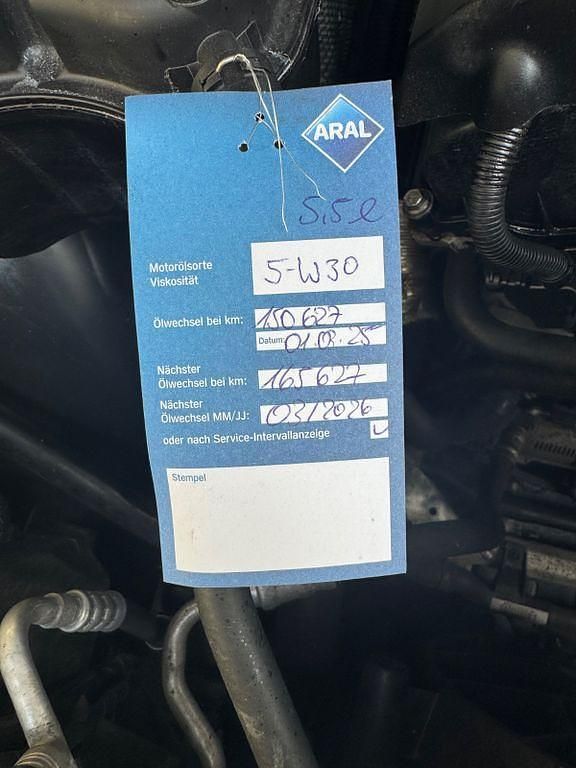 ARAL
5,5 l
Motorölsorte
Viskosität
5-W30
Ölwechsel bei km: 150 627
Datum: 01.03.25
Nächster
Ölwechsel bei km: 165 627
Nächster
Ölwechsel MM/JJ: 03/2026
oder nach Service-Intervallanzeige
Stempel